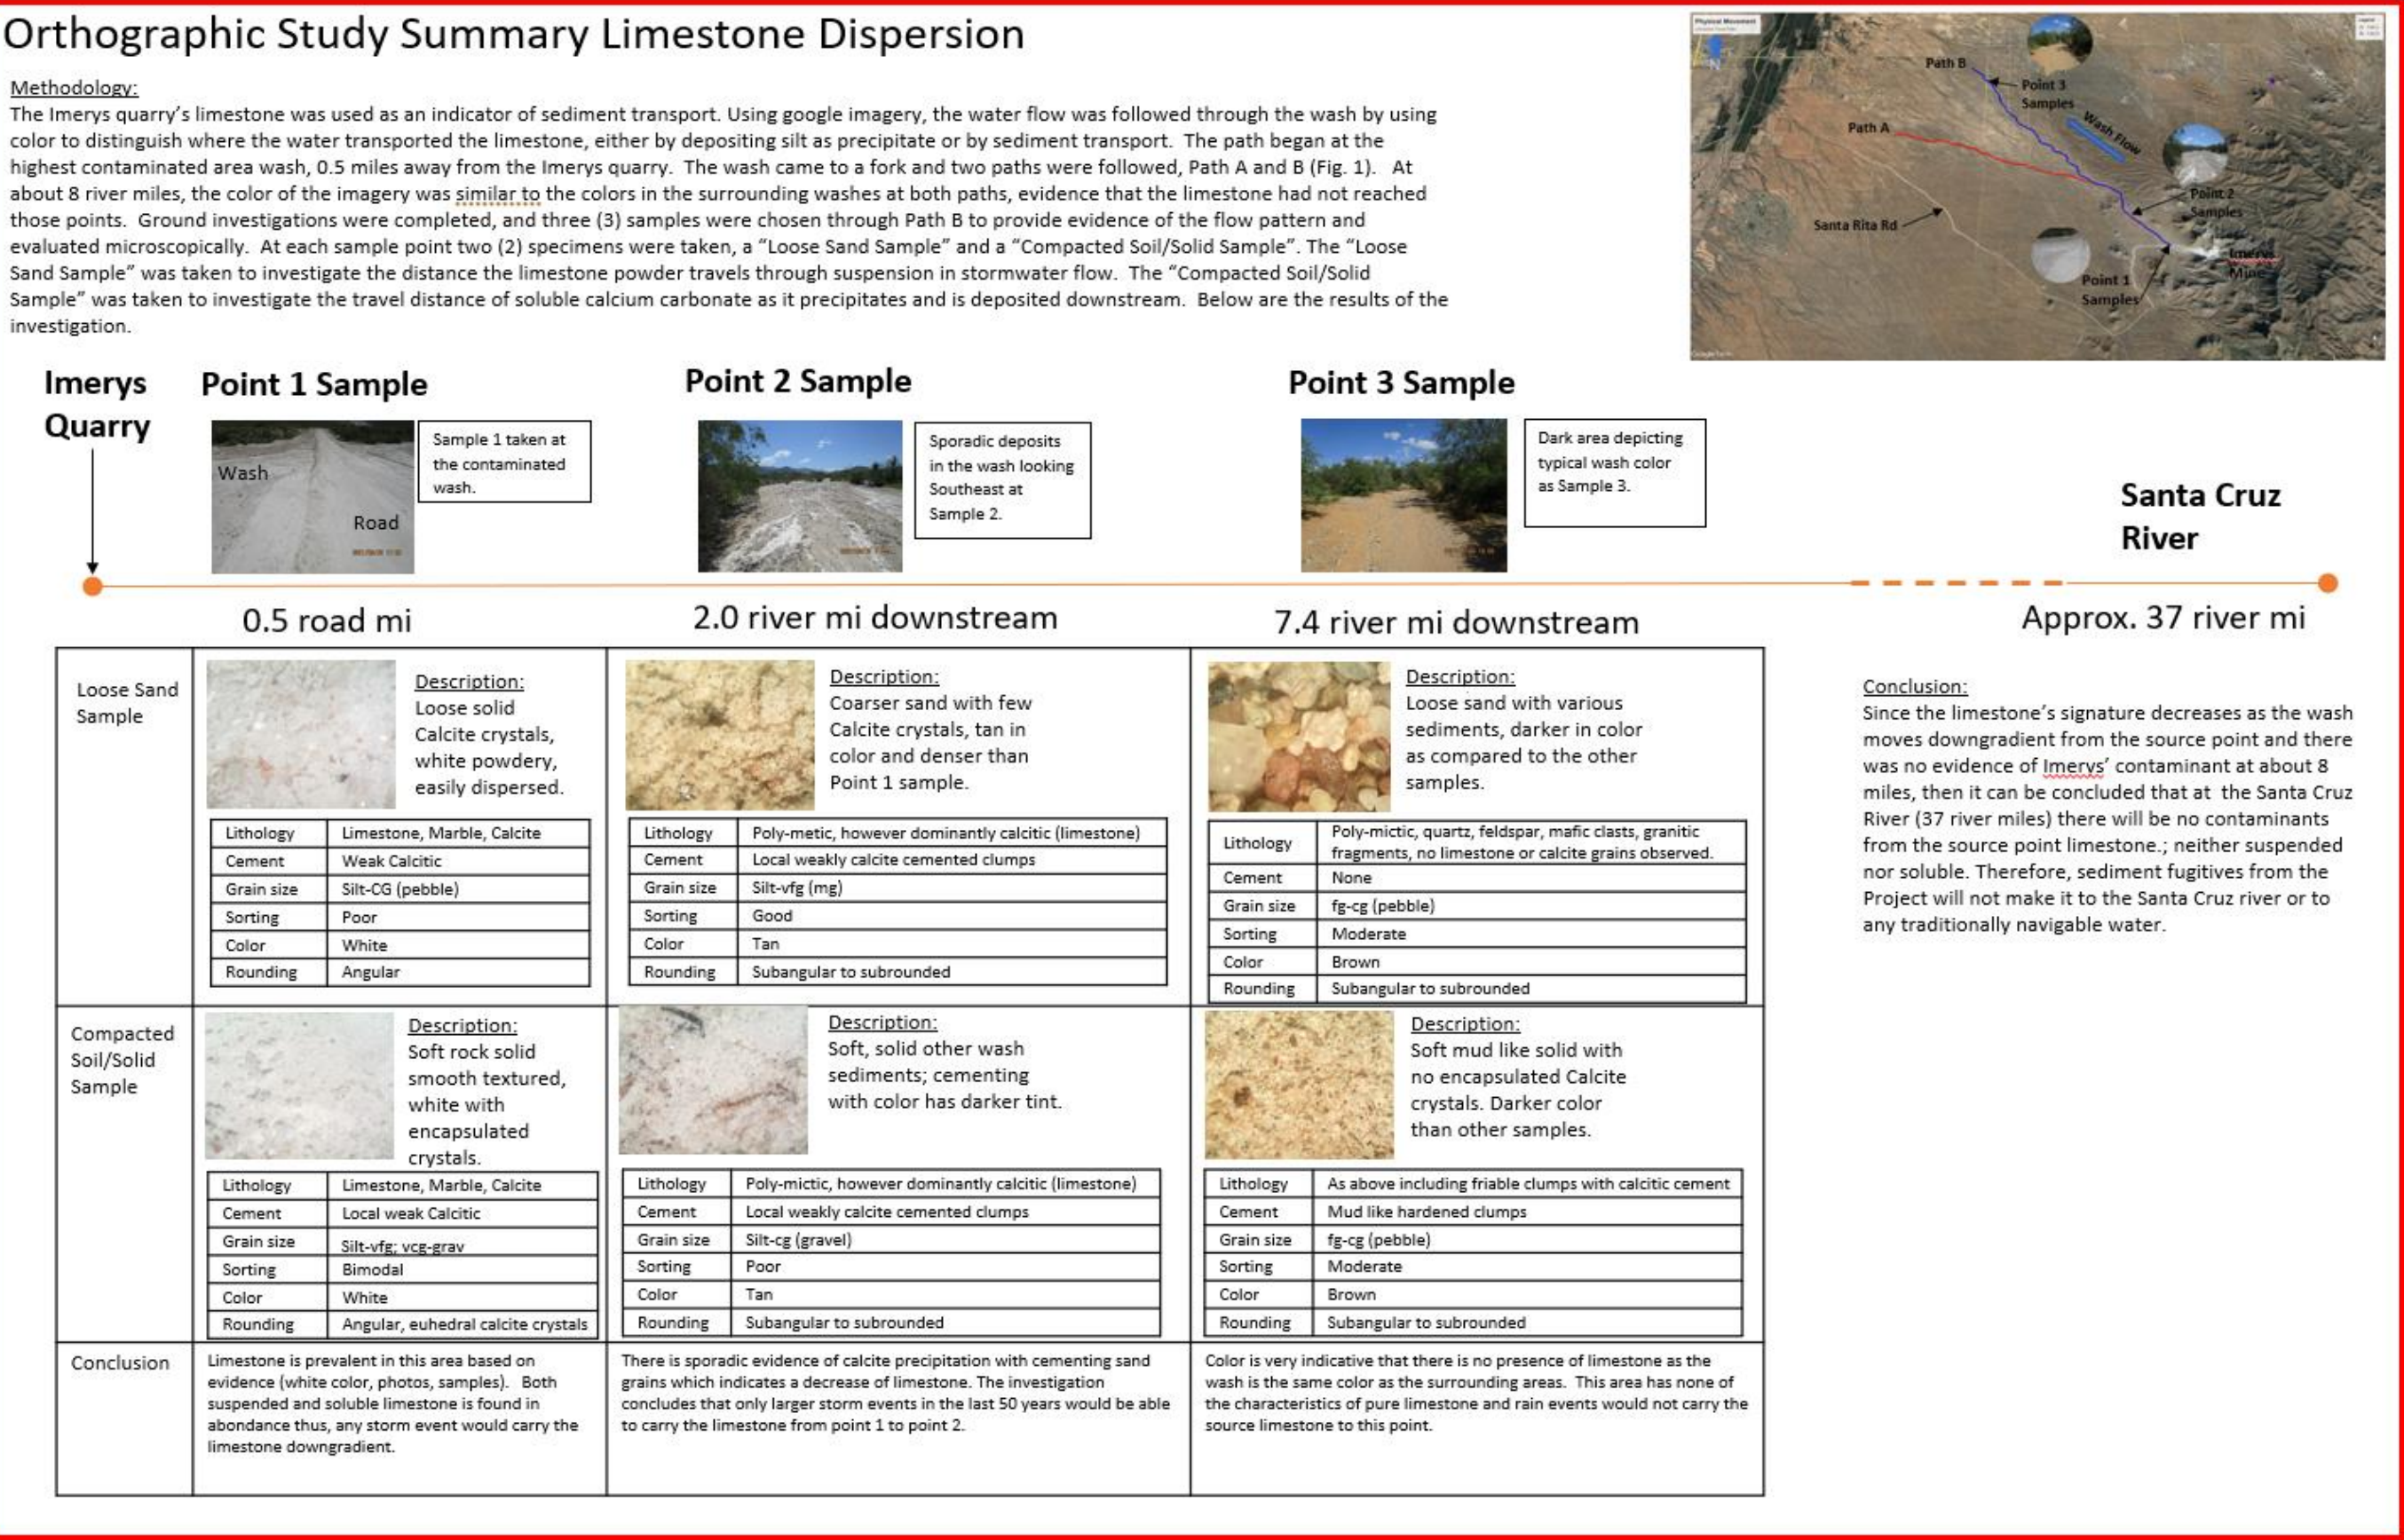 Orthographic Study Summary Limestone Dispersion
Methodology:
The Imerys quarry’s limestone was used as an indicator of sediment transport. Using google imagery, the water flow was followed through the wash by using
color to distinguish where the water transported the limestone, either by depositing silt as precipitate or by sediment transport.  The path began at the
highest contaminated area wash, 0.5 miles away from the Imerys quarry.  The wash came to a fork and two paths were followed, Path A and B (Fig. 1).   At
about 8 river miles, the color of the imagery was similar to the colors in the surrounding washes at both paths, evidence that the limestone had not reached
those points.  Ground investigations were completed, and three (3) samples were chosen through Path B to provide evidence of the flow pattern and
evaluated microscopically.  At each sample point two (2) specimens were taken, a “Loose Sand Sample” and a “Compacted Soil/Solid Sample”. The “Loose
Sand Sample” was taken to investigate the distance the limestone powder travels through suspension in stormwater flow.  The “Compacted Soil/Solid
Sample” was taken to investigate the travel distance of soluble calcium carbonate as it precipitates and is deposited downstream.  Below are the results of the
investigation.
Physical Movement
N
Path B
Point 3
Samples
Path A
Wash Flow
Point 2
Samples
Santa Rita Rd
Imerys
Mine
Point 1
Samples
Imerys
Quarry
Point 1 Sample
Wash
Road
Sample 1 taken at
the contaminated
wash.
Point 2 Sample
Sporadic deposits
in the wash looking
Southeast at
Sample 2.
Point 3 Sample
Dark area depicting
typical wash color
as Sample 3.
Santa Cruz
River
0.5 road mi
2.0 river mi downstream
7.4 river mi downstream
Approx. 37 river mi
Loose Sand
Sample
Description:
Loose solid
Calcite crystals,
white powdery,
easily dispersed.
Lithology Limestone, Marble, Calcite
Cement Weak Calcitic
Grain size Silt-CG (pebble)
Sorting Poor
Color White
Rounding Angular
Description:
Coarser sand with few
Calcite crystals, tan in
color and denser than
Point 1 sample.
Lithology Poly-metic, however dominantly calcitic (limestone)
Cement Local weakly calcite cemented clumps
Grain size Silt-vfg (mg)
Sorting Good
Color Tan
Rounding Subangular to subrounded
Description:
Loose sand with various
sediments, darker in color
as compared to the other
samples.
Lithology Poly-mictic, quartz, feldspar, mafic clasts, granitic
fragments, no limestone or calcite grains observed.
Cement None
Grain size fg-cg (pebble)
Sorting Moderate
Color Brown
Rounding Subangular to subrounded
Compacted
Soil/Solid
Sample
Description:
Soft rock solid
smooth textured,
white with
encapsulated
crystals.
Lithology Limestone, Marble, Calcite
Cement Local weak Calcitic
Grain size Silt-vfg; vcg-grav
Sorting Bimodal
Color White
Rounding Angular, euhedral calcite crystals
Description:
Soft, solid other wash
sediments; cementing
with color has darker tint.
Lithology Poly-mictic, however dominantly calcitic (limestone)
Cement Local weakly calcite cemented clumps
Grain size Silt-cg (gravel)
Sorting Poor
Color Tan
Rounding Subangular to subrounded
Description:
Soft mud like solid with
no encapsulated Calcite
crystals. Darker color
than other samples.
Lithology As above including friable clumps with calcitic cement
Cement Mud like hardened clumps
Grain size fg-cg (pebble)
Sorting Moderate
Color Brown
Rounding Subangular to subrounded
Conclusion
Limestone is prevalent in this area based on
evidence (white color, photos, samples).   Both
suspended and soluble limestone is found in
abundance thus, any storm event would carry the
limestone downgradient.
There is sporadic evidence of calcite precipitation with cementing sand
grains which indicates a decrease of limestone. The investigation
concludes that only larger storm events in the last 50 years would be able
to carry the limestone from point 1 to point 2.
Color is very indicative that there is no presence of limestone as the
wash is the same color as the surrounding areas.  This area has none of
the characteristics of pure limestone and rain events would not carry the
source limestone to this point.
Conclusion:
Since the limestone’s signature decreases as the wash
moves downgradient from the source point and there
was no evidence of Imerys’ contaminant at about 8
miles, then it can be concluded that at  the Santa Cruz
River (37 river miles) there will be no contaminants
from the source point limestone.; neither suspended
nor soluble. Therefore, sediment fugitives from the
Project will not make it to the Santa Cruz river or to
any traditionally navigable water.